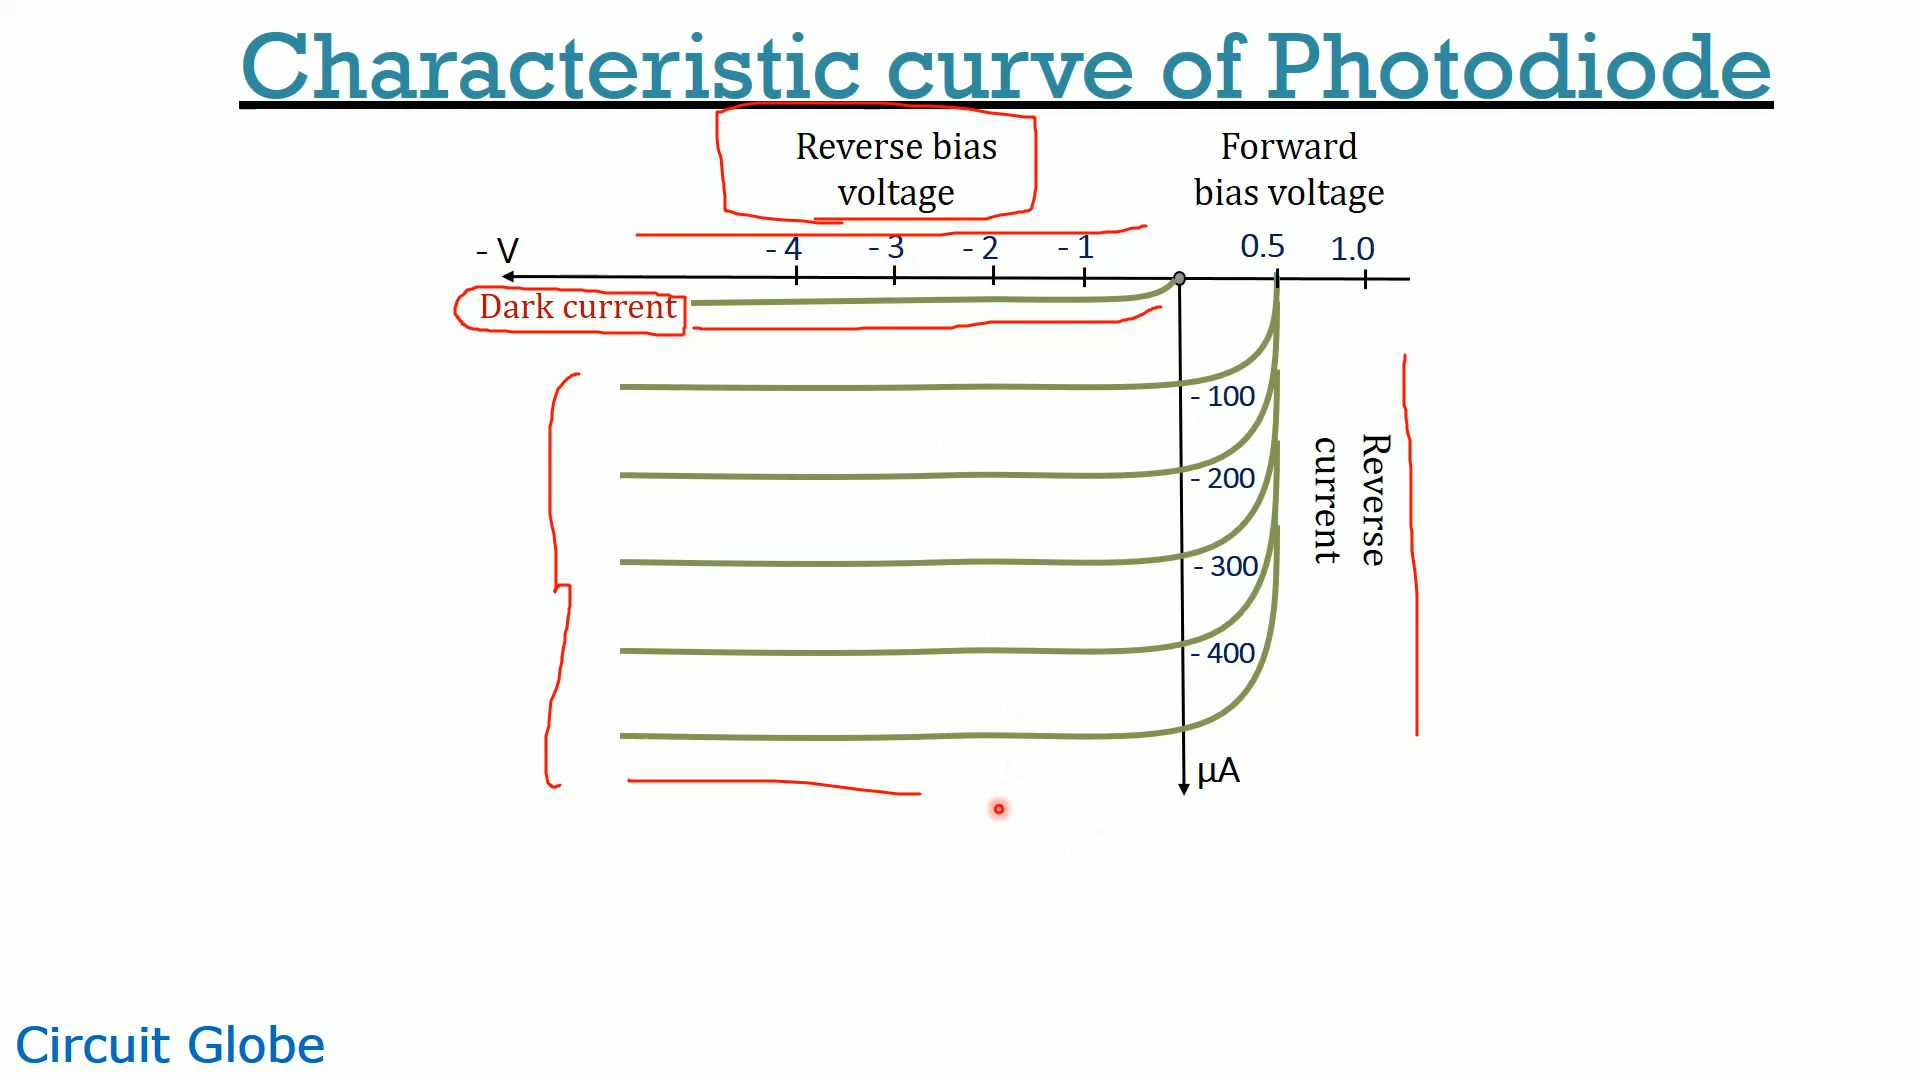 Characteristic curve of Photodiode
Reverse bias
voltage
Forward
bias voltage
- V
- 4
- 3
- 2
- 1
0.5
1.0
Dark current
- 100
- 200
- 300
- 400
Reverse
current
μA
Circuit Globe